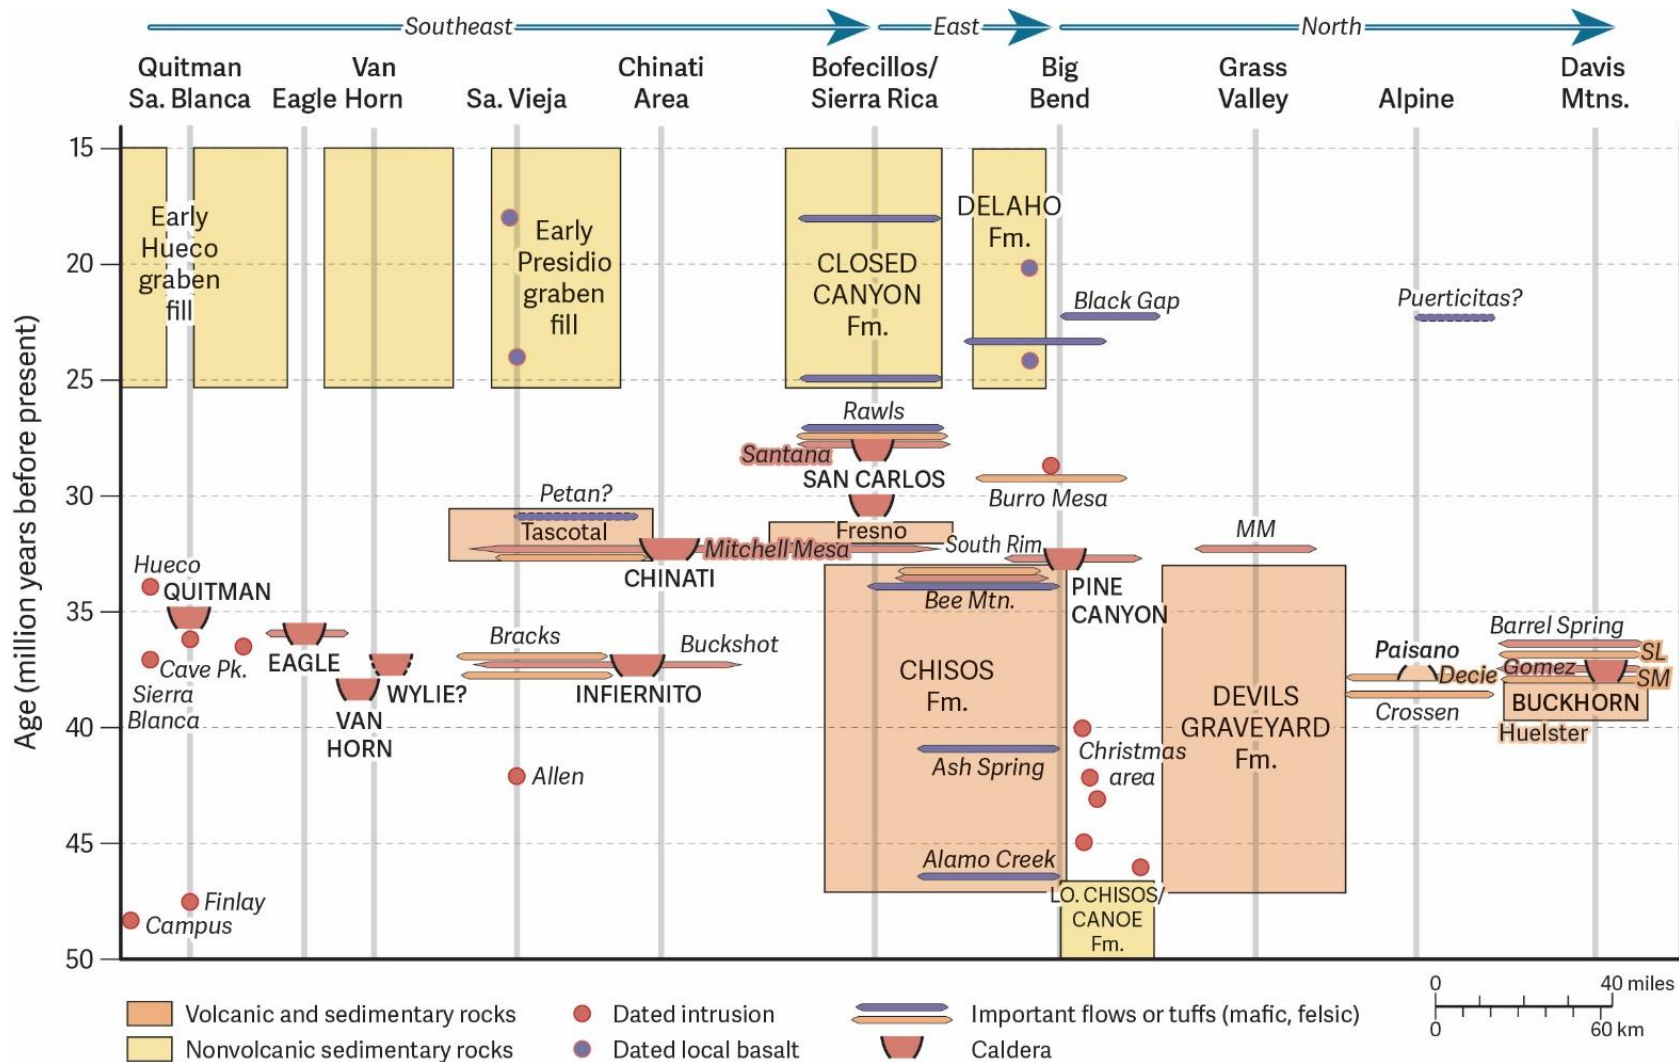 Southeast
East
North
Quitman
Sa. Blanca
Eagle
Van
Horn
Sa. Vieja
Chinati
Area
Bofecillos/
Sierra Rica
Big
Bend
Grass
Valley
Alpine
Davis
Mtns.
Age (million years before present)
15
20
25
30
35
40
45
50
Early
Hueco
graben
fill
Early
Presidio
graben
fill
CLOSED
CANYON
Fm.
DELAHO
Fm.
Black Gap
Puerticitas?
Rawls
Santana
SAN CARLOS
Burro Mesa
Petan?
Tascotal
Fresno
Mitchell Mesa
CHINATI
South Rim
MM
PINE
CANYON
Bee Mtn.
Hueco
QUITMAN
Cave Pk.
Sierra
Blanca
EAGLE
WYLIE?
VAN
HORN
Bracks
Buckshot
INFIERNITO
CHISOS
Fm.
DEVILS
GRAVEYARD
Fm.
Paisano
Decie
Crossen
Barrel Spring
SL
Gomez
SM
BUCKHORN
Huelster
Allen
Ash Spring
Christmas
area
Alamo Creek
LO. CHISOS/
CANOE
Fm.
Finlay
Campus
Volcanic and sedimentary rocks
Nonvolcanic sedimentary rocks
Dated intrusion
Dated local basalt
Important flows or tuffs (mafic, felsic)
Caldera
0 40 miles
0 60 km